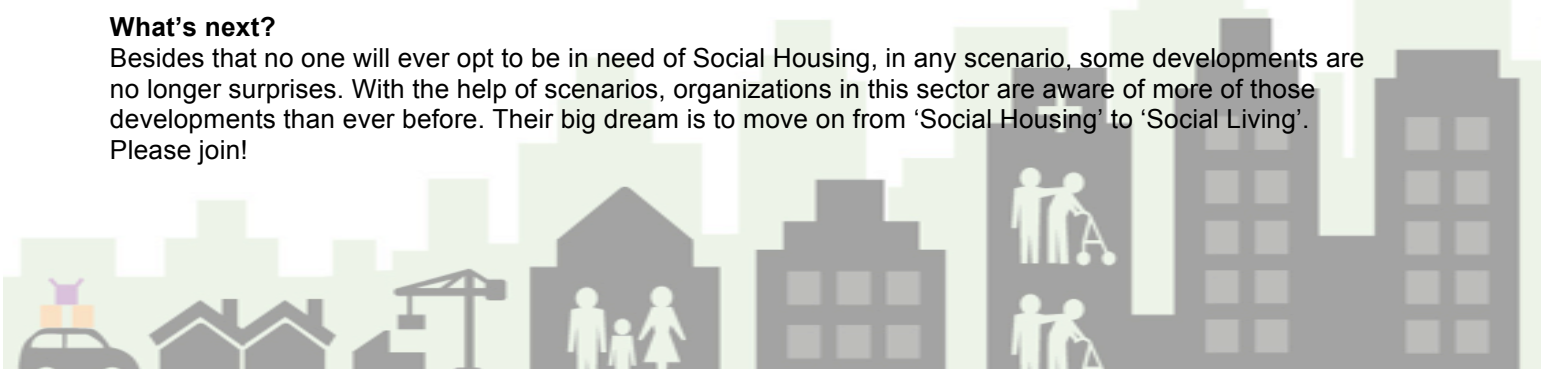 What’s next?
Besides that no one will ever opt to be in need of Social Housing, in any scenario, some developments are
no longer surprises. With the help of scenarios, organizations in this sector are aware of more of those
developments than ever before. Their big dream is to move on from ‘Social Housing’ to ‘Social Living’.
Please join!